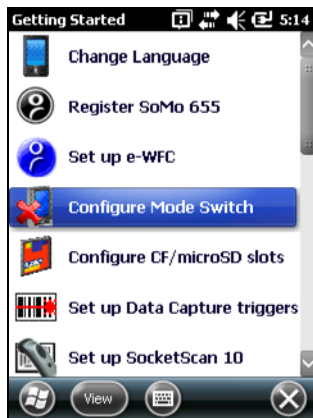 Getting Started 5:14
Change Language
Register SoMo 655
Set up e-WFC
Configure Mode Switch
Configure CF/microSD slots
Set up Data Capture triggers
Set up SocketScan 10
View